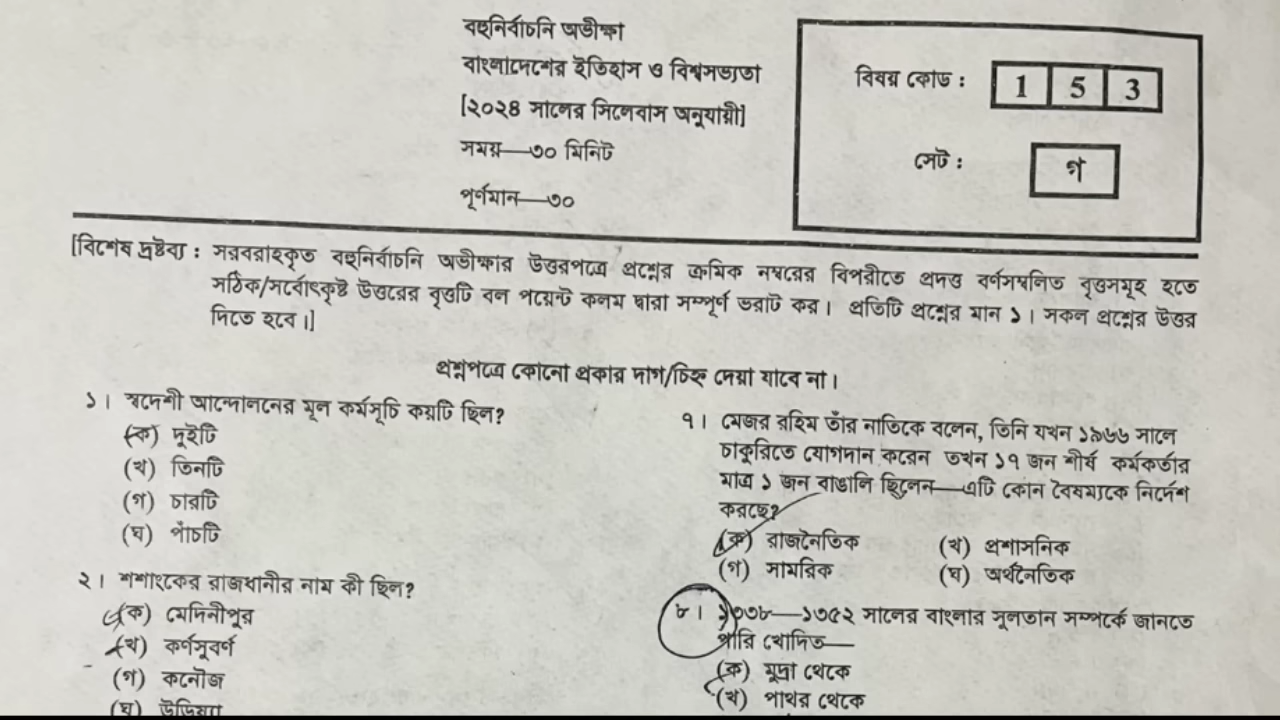 বহুনির্বাচনি অভীক্ষা
বাংলাদেশের ইতিহাস ও বিশ্বসভ্যতা
[২০২৪ সালের সিলেবাস অনুযায়ী]
সময়—৩০ মিনিট
পূর্ণমান—৩০
বিষয় কোড : 1 5 3
সেট : গ
[বিশেষ দ্রষ্টব্য : সরবরাহকৃত বহুনির্বাচনি অভীক্ষার উত্তরপত্রে প্রশ্নের ক্রমিক নম্বরের বিপরীতে প্রদত্ত বর্ণসম্বলিত বৃত্তসমূহ হতে
সঠিক/সর্বোৎকৃষ্ট উত্তরের বৃত্তটি বল পয়েন্ট কলম দ্বারা সম্পূর্ণ ভরাট কর। প্রতিটি প্রশ্নের মান ১। সকল প্রশ্নের উত্তর
দিতে হবে।]
প্রশ্নপত্রে কোনো প্রকার দাগ/চিহ্ন দেয়া যাবে না।
১। স্বদেশী আন্দোলনের মূল কর্মসূচি কয়টি ছিল?
(ক) দুইটি
(খ) তিনটি
(গ) চারটি
(ঘ) পাঁচটি
২। শশাংকের রাজধানীর নাম কী ছিল?
(ক) মেদিনীপুর
(খ) কর্ণসুবর্ণ
(গ) কনৌজ
(ঘ) উড়িষ্যা
৭। মেজর রহিম তাঁর নাতিকে বলেন, তিনি যখন ১৯৬৬ সালে
চাকুরিতে যোগদান করেন তখন ১৭ জন শীর্ষ কর্মকর্তার
মাত্র ১ জন বাঙালি ছিলেন—এটি কোন বৈষম্যকে নির্দেশ
করছে?
(ক) রাজনৈতিক (খ) প্রশাসনিক
(গ) সামরিক (ঘ) অর্থনৈতিক
৮। ১৩৩৮—১৩৫২ সালের বাংলার সুলতান সম্পর্কে জানতে
পারি খোদিত—
(ক) মুদ্রা থেকে
(খ) পাথর থেকে